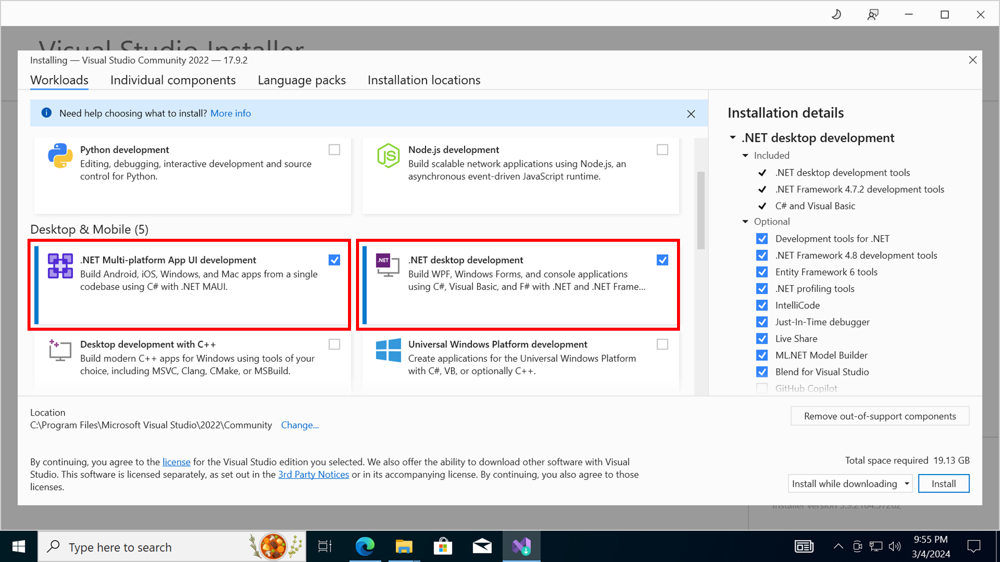 Visual Studio Installer
Installing — Visual Studio Community 2022 — 17.9.2
Workloads
Individual components
Language packs
Installation locations
Need help choosing what to install? More info
Python development
Editing, debugging, interactive development and source
control for Python.
JS
Node.js development
Build scalable network applications using Node.js, an
asynchronous event-driven JavaScript runtime.
Desktop & Mobile (5)
.NET Multi-platform App UI development
Build Android, iOS, Windows, and Mac apps from a single
codebase using C# with .NET MAUI.
.NET
.NET desktop development
Build WPF, Windows Forms, and console applications
using C#, Visual Basic, and F# with .NET and .NET Frame...
Desktop development with C++
Build modern C++ apps for Windows using tools of your
choice, including MSVC, Clang, CMake, or MSBuild.
Universal Windows Platform development
Create applications for the Universal Windows Platform
with C#, VB, or optionally C++.
Installation details
.NET desktop development
Included
.NET desktop development tools
.NET Framework 4.7.2 development tools
C# and Visual Basic
Optional
Development tools for .NET
.NET Framework 4.8 development tools
Entity Framework 6 tools
.NET profiling tools
IntelliCode
Just-In-Time debugger
Live Share
ML.NET Model Builder
Blend for Visual Studio
GitHub Copilot
Location
C:\Program Files\Microsoft Visual Studio\2022\Community Change...
Remove out-of-support components
By continuing, you agree to the license for the Visual Studio edition you selected. We also offer the ability to download other software with Visual
Studio. This software is licensed separately, as set out in the 3rd Party Notices or in its accompanying license. By continuing, you also agree to those
licenses.
Total space required 19.13 GB
Install while downloading
Install
Type here to search
9:55 PM
3/4/2024